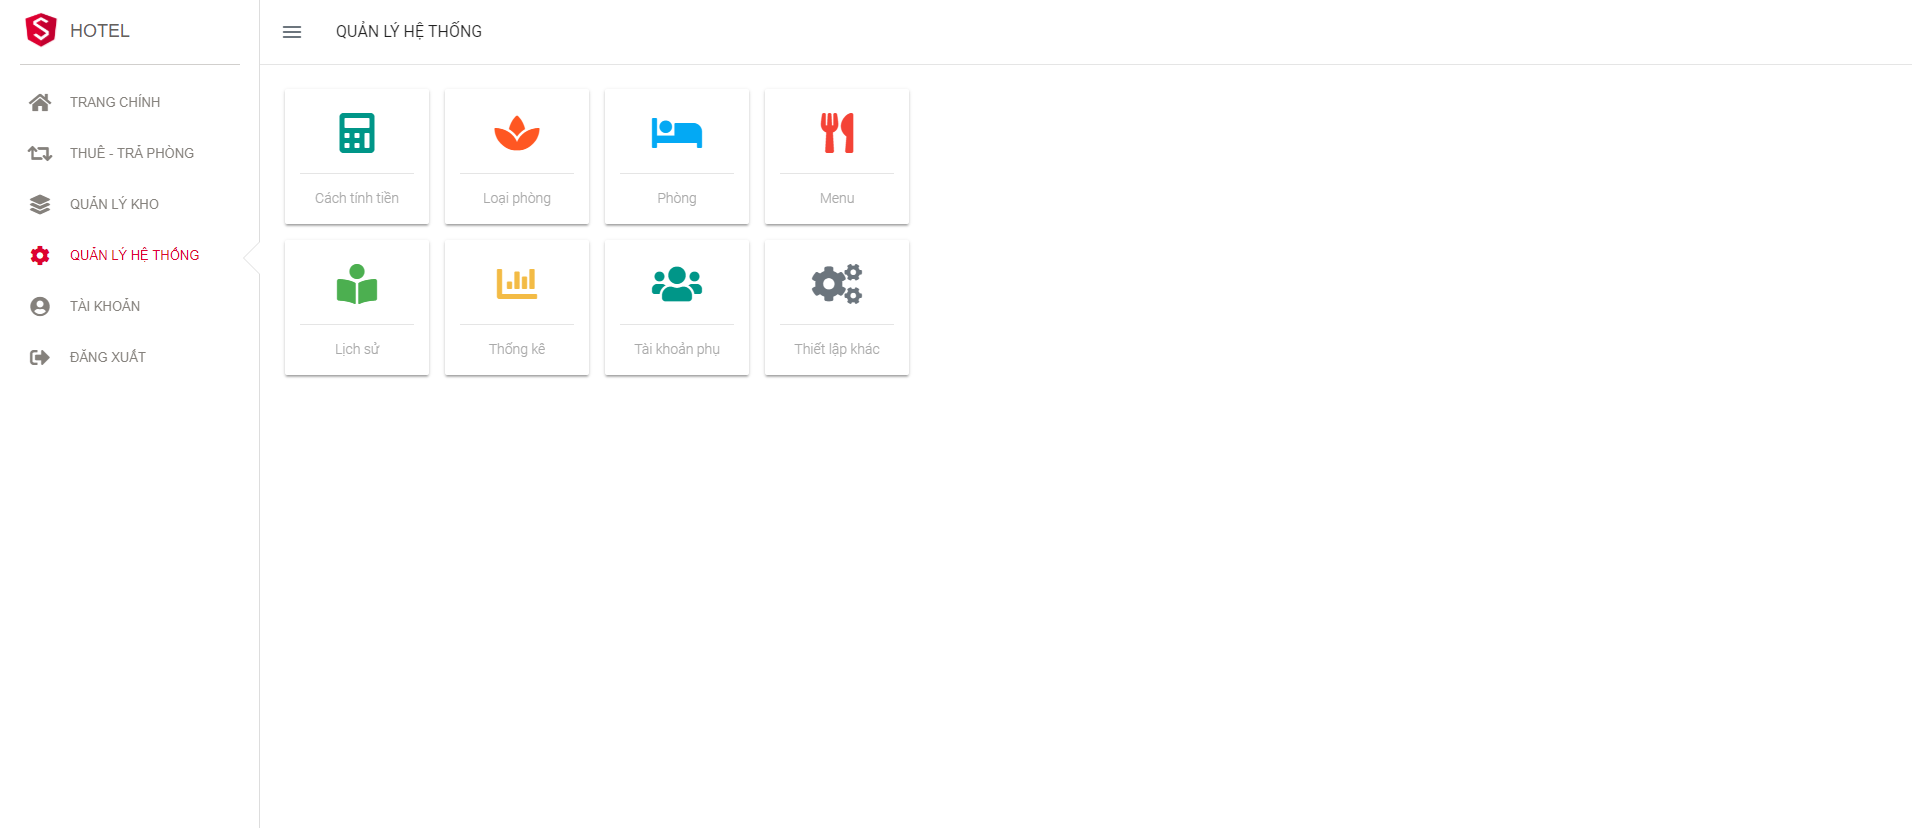 HOTEL
TRANG CHÍNH
THUÊ - TRẢ PHÒNG
QUẢN LÝ KHO
QUẢN LÝ HỆ THỐNG
TÀI KHOẢN
ĐĂNG XUẤT
QUẢN LÝ HỆ THỐNG
Cách tính tiền
Loại phòng
Phòng
Menu
Lịch sử
Thống kê
Tài khoản phụ
Thiết lập khác